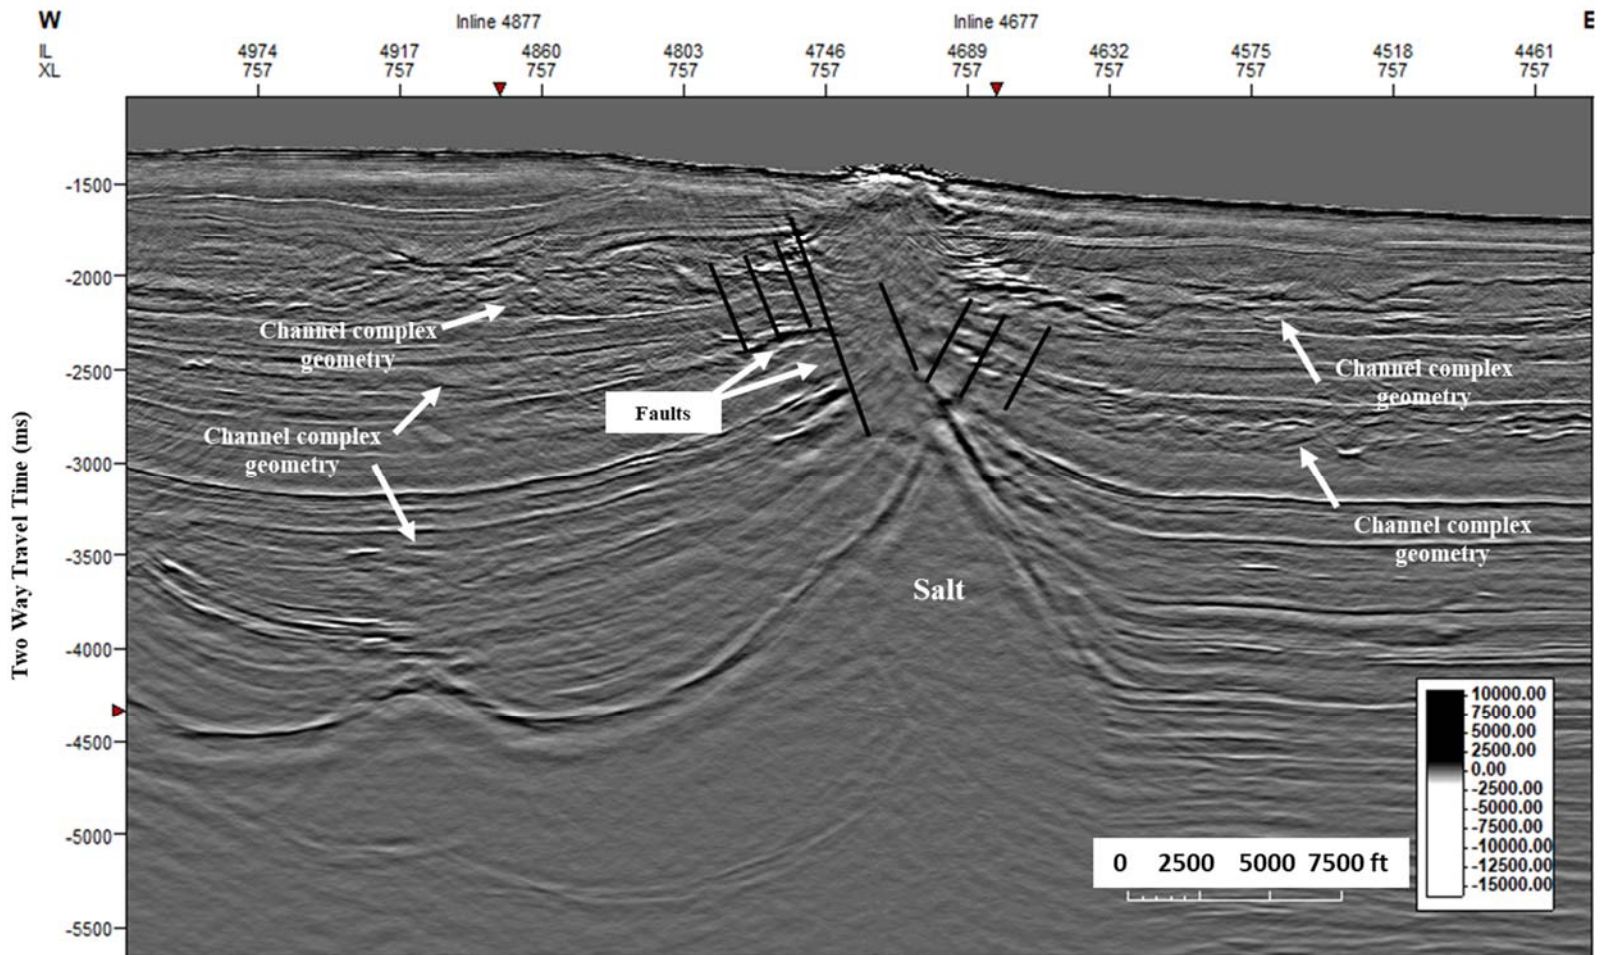 W Inline 4877 Inline 4677 E
IL 4974 4917 4860 4803 4746 4689 4632 4575 4518 4461
XL 757 757 757 757 757 757 757 757 757 757
-1500
-2000
Channel complex
geometry
Channel complex
geometry
-2500
Faults
Channel complex
geometry
-3000
Channel complex
geometry
-3500
Salt
-4000
-4500
-5000
-5500
Two Way Travel Time (ms)
10000.00
7500.00
5000.00
2500.00
0.00
-2500.00
-5000.00
-7500.00
-10000.00
-12500.00
-15000.00
0 2500 5000 7500 ft